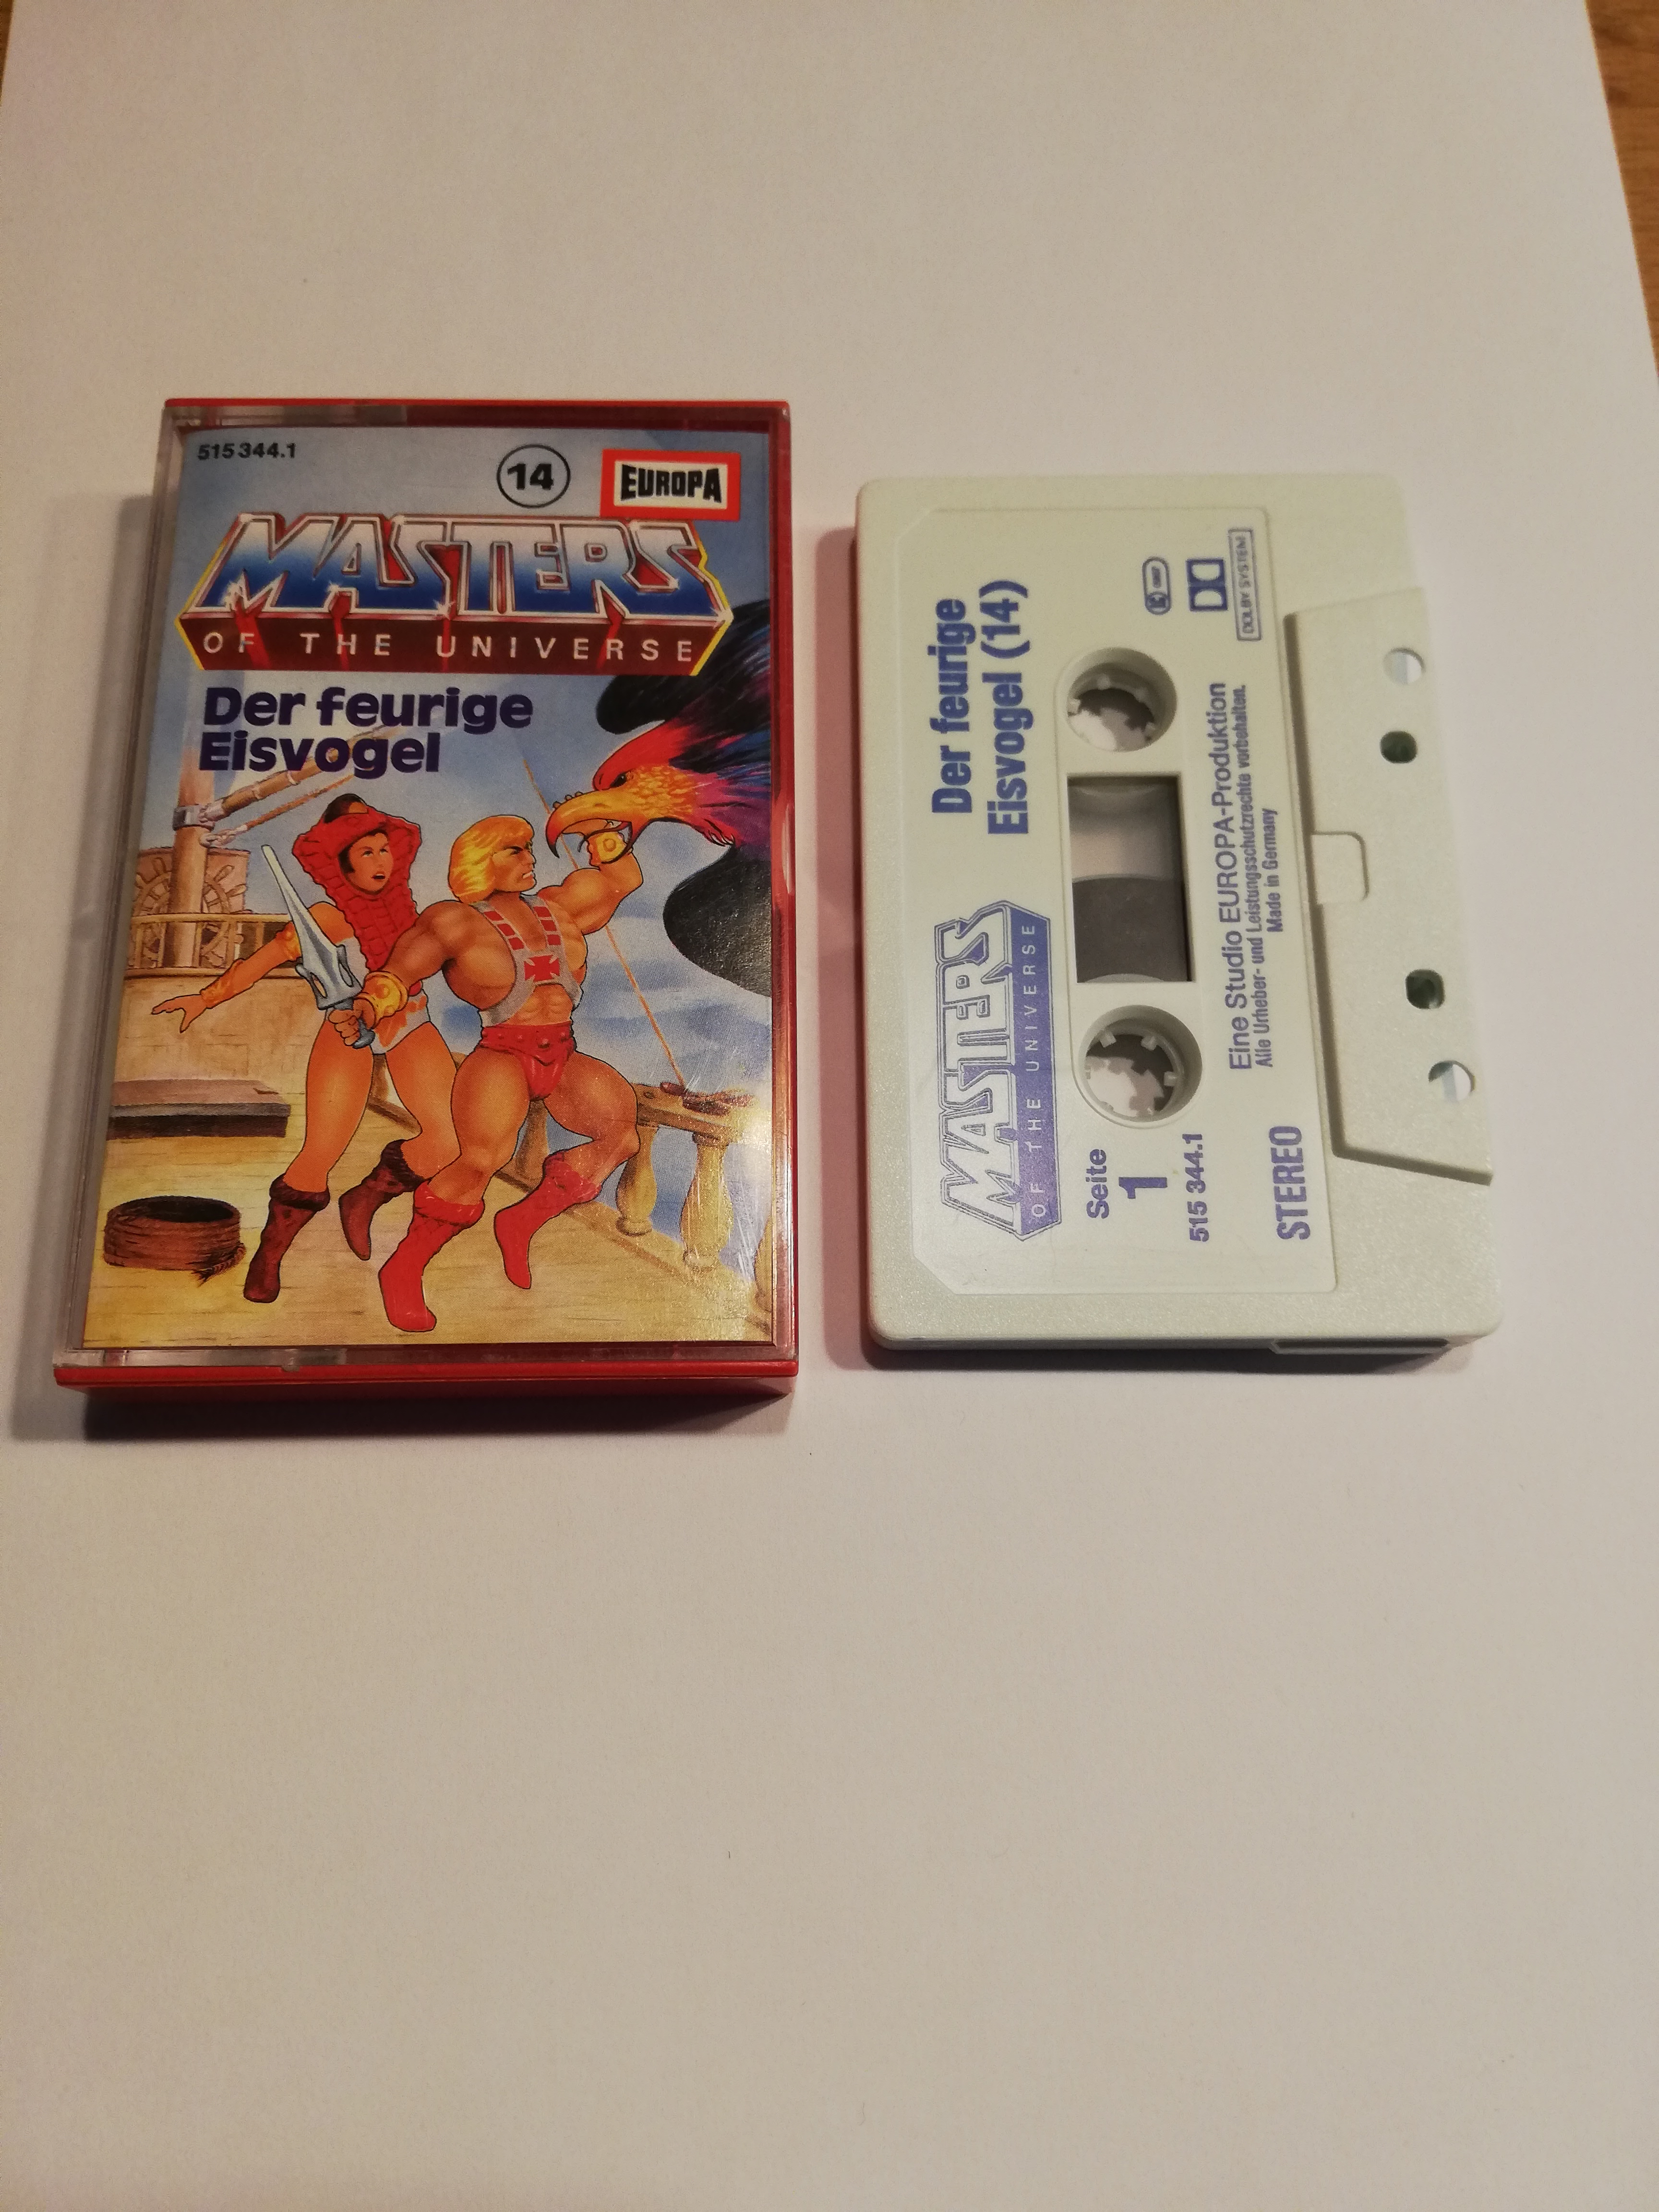 515 344.1
14
EUROPA
MASTERS
OF THE UNIVERSE
Der feurige
Eisvogel
MASTERS
OF THE UNIVERSE
Der feurige
Eisvogel (14)
Seite
1
515 344.1
DOLBY SYSTEM
Eine Studio EUROPA-Produktion
Alle Urheber- und Leistungsschutzrechte vorbehalten.
Made in Germany
STEREO